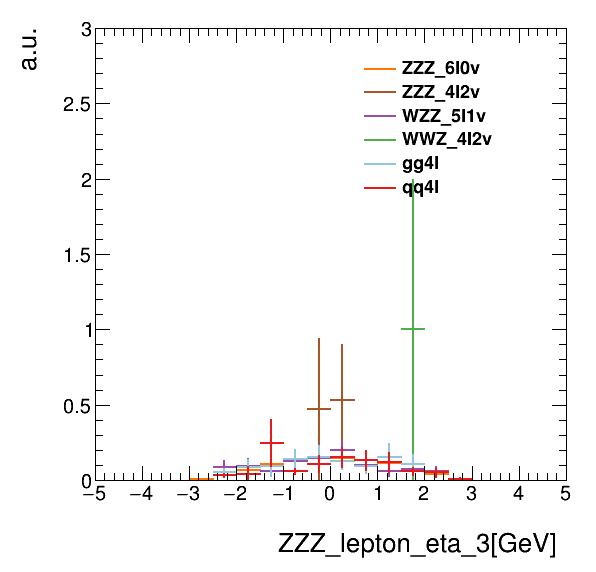 a.u.
3
2.5
2
1.5
1
0.5
0
ZZZ_6l0v
ZZZ_4l2v
WZZ_5l1v
WWZ_4l2v
gg4l
qq4l
−5 −4 −3 −2 −1 0 1 2 3 4 5
ZZZ_lepton_eta_3[GeV]